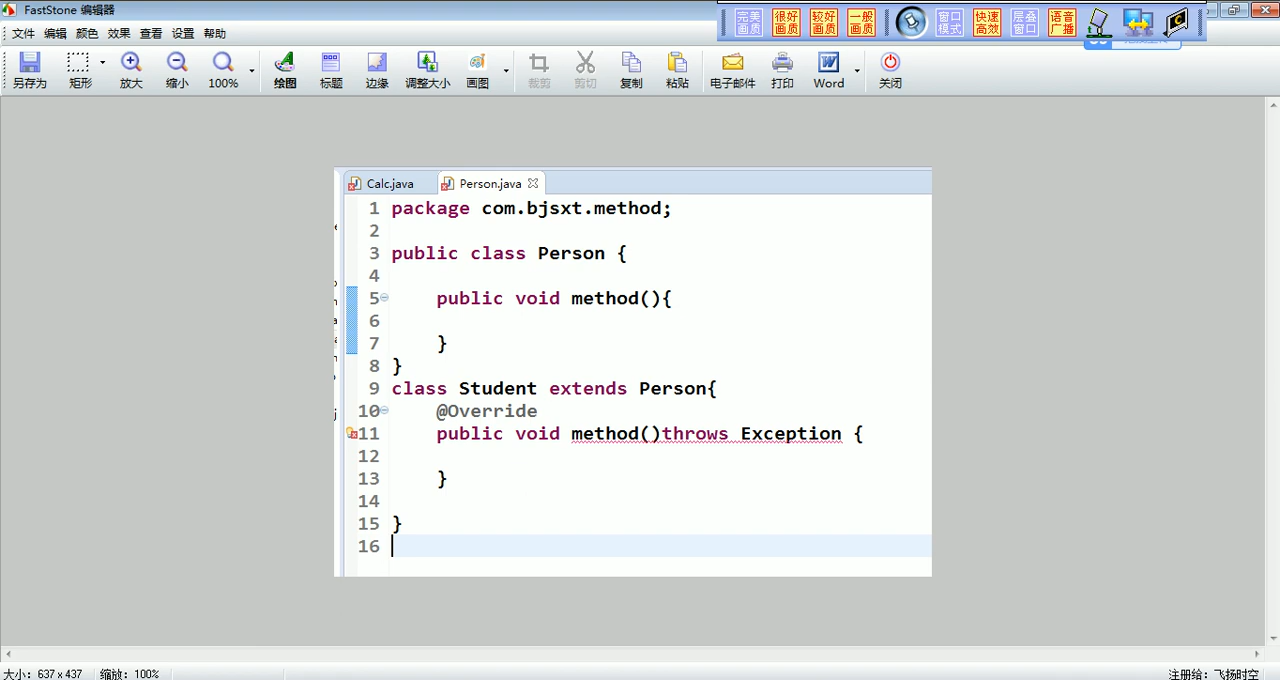 FastStone 编辑器
完美画质 很好画质 较好画质 一般画质 窗口模式 快速高效 层叠窗口 语音广播
文件 编辑 颜色 效果 查看 设置 帮助
另存为 矩形 放大 缩小 100% 绘图 标题 边缘 调整大小 画图 裁剪 剪切 复制 粘贴 电子邮件 打印 Word 关闭
Calc.java Person.java
1 package com.bjsxt.method;
2
3 public class Person {
4
5 public void method(){
6
7 }
8 }
9 class Student extends Person{
10 @Override
11 public void method()throws Exception {
12
13 }
14
15 }
16
大小: 637 x 437 缩放: 100% 注册给: 飞扬时空